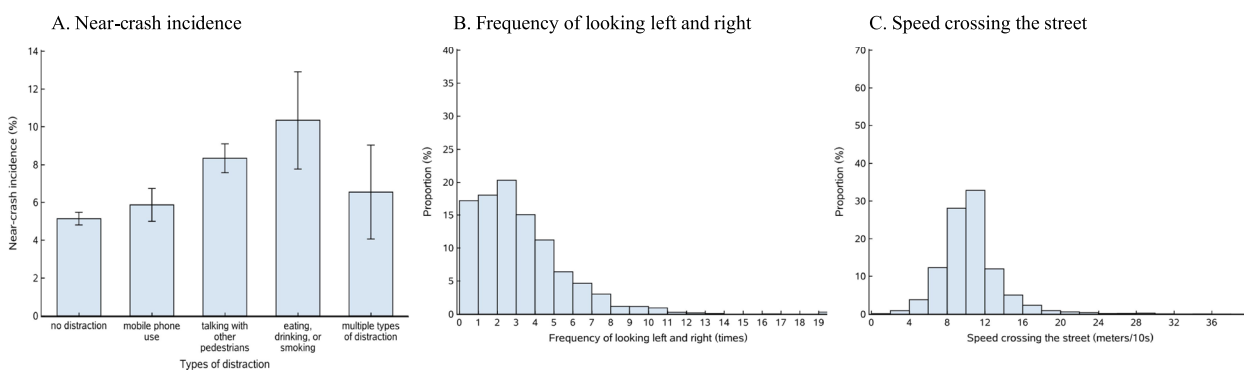 A. Near-crash incidence
14
12
10
8
6
4
2
0
Near-crash incidence (%)
no distraction
mobile phone
use
talking with
other
pedestrians
eating,
drinking, or
smoking
multiple types
of distraction
Types of distraction
B. Frequency of looking left and right
40
35
30
25
20
15
10
5
0
Proportion (%)
0 1 2 3 4 5 6 7 8 9 10 11 12 13 14 15 16 17 18 19
Frequency of looking left and right (times)
C. Speed crossing the street
70
60
50
40
30
20
10
0
Proportion (%)
0 4 8 12 16 20 24 28 32 36
Speed crossing the street (meters/10s)